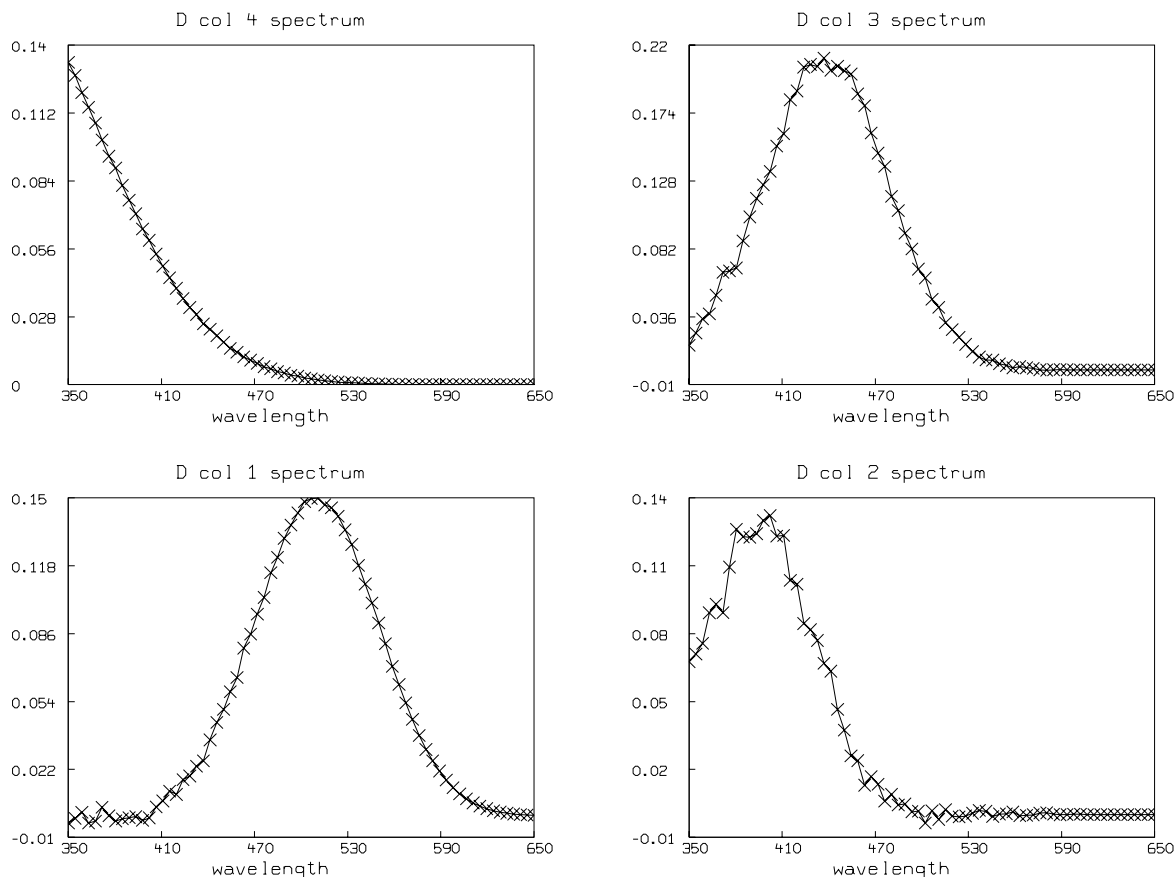 D col 4 spectrum
0.14
0.112
0.084
0.056
0.028
0
350 410 470 530 590 650
wavelength
D col 3 spectrum
0.22
0.174
0.128
0.082
0.036
-0.01
350 410 470 530 590 650
wavelength
D col 1 spectrum
0.15
0.118
0.086
0.054
0.022
-0.01
350 410 470 530 590 650
wavelength
D col 2 spectrum
0.14
0.11
0.08
0.05
0.02
-0.01
350 410 470 530 590 650
wavelength